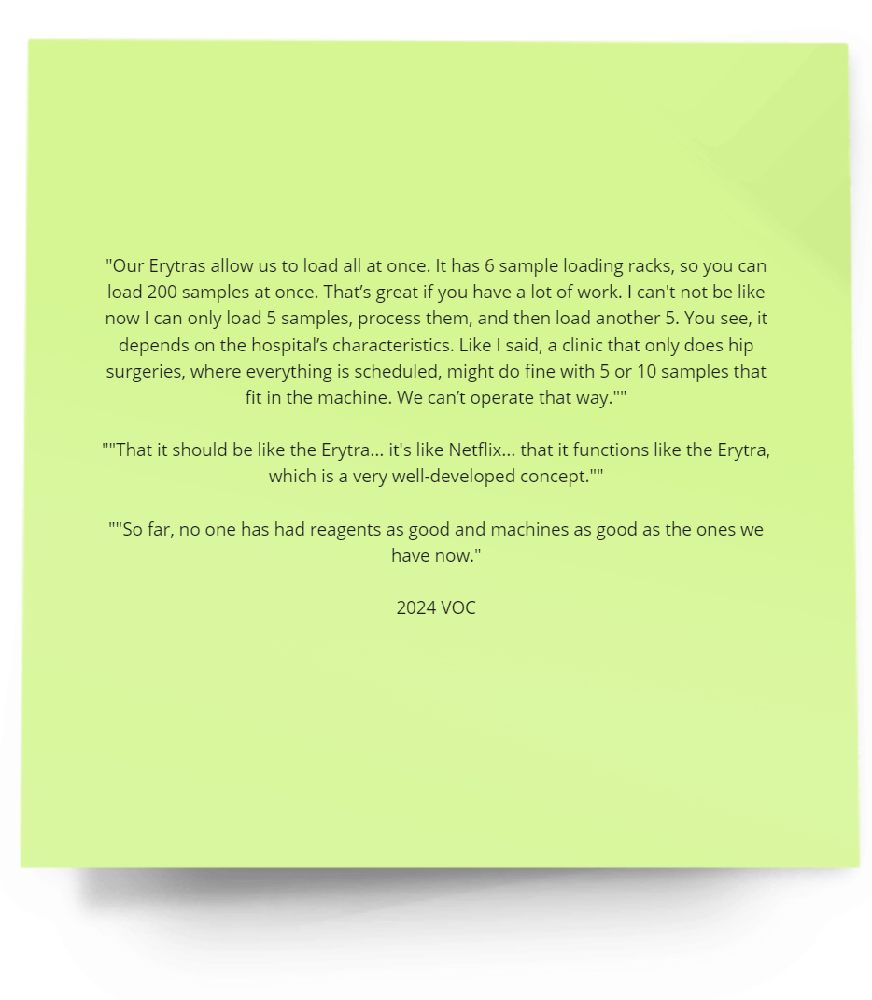 "Our Erytras allow us to load all at once. It has 6 sample loading racks, so you can
load 200 samples at once. That’s great if you have a lot of work. I can't not be like
now I can only load 5 samples, process them, and then load another 5. You see, it
depends on the hospital’s characteristics. Like I said, a clinic that only does hip
surgeries, where everything is scheduled, might do fine with 5 or 10 samples that
fit in the machine. We can’t operate that way.""
""That it should be like the Erytra... it's like Netflix... that it functions like the Erytra,
which is a very well-developed concept.""
""So far, no one has had reagents as good and machines as good as the ones we
have now."
2024 VOC